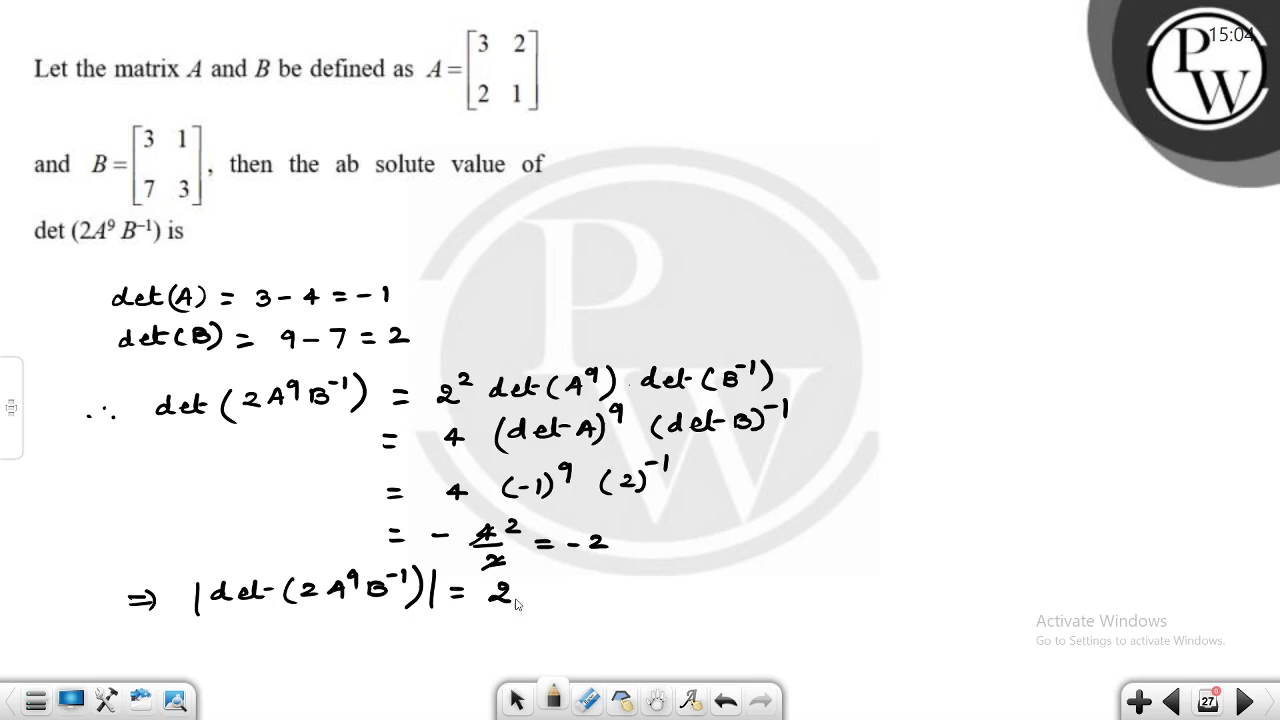 15:04
PW
Let the matrix A and B be defined as A = [3 2; 2 1]
and B = [3 1; 7 3], then the ab solute value of
det (2A⁹ B⁻¹) is
det(A) = 3 - 4 = -1
det(B) = 9 - 7 = 2
∴ det (2A⁹B⁻¹) = 2² det(A⁹) . det(B⁻¹)
= 4 (det A)⁹ (det B)⁻¹
= 4 (-1)⁹ (2)⁻¹
= - 4/2 2 = -2
⇒ |det (2A⁹B⁻¹)| = 2
Activate Windows
Go to Settings to activate Windows.
27